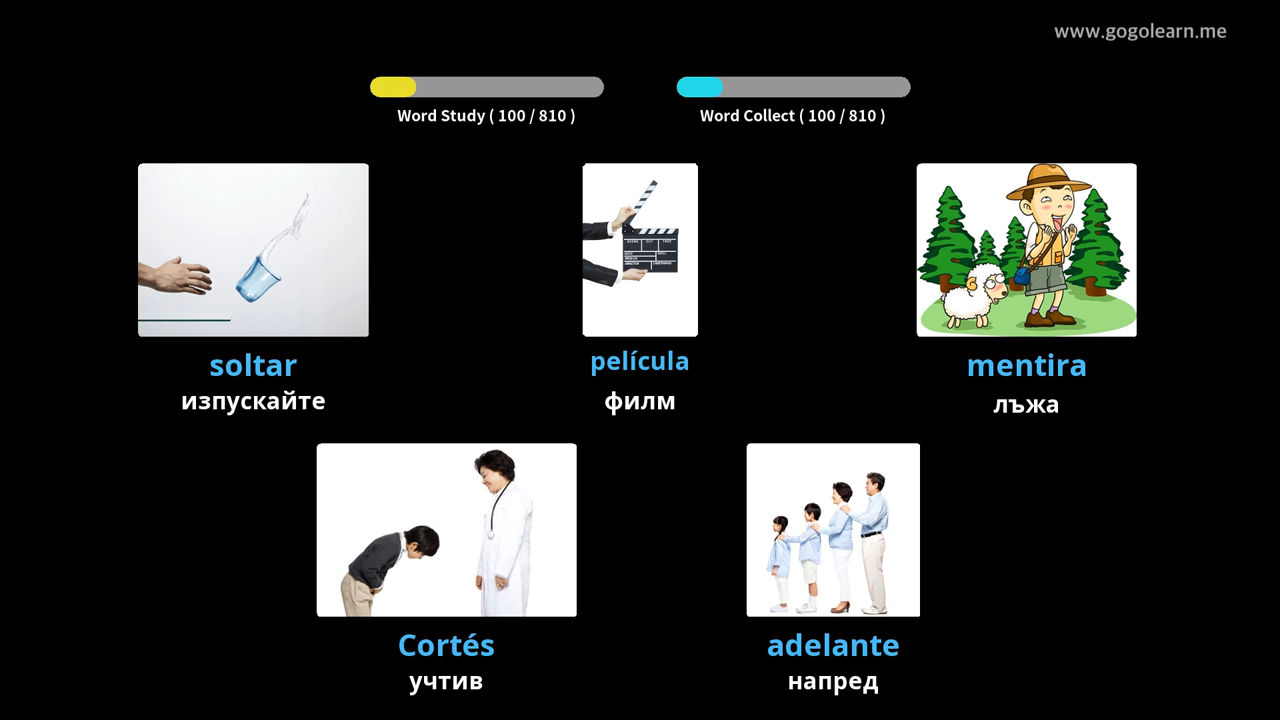 www.gogolearn.me
Word Study ( 100 / 810 )
Word Collect ( 100 / 810 )
soltar
изпускайте
película
филм
mentira
лъжа
Cortés
учтив
adelante
напред